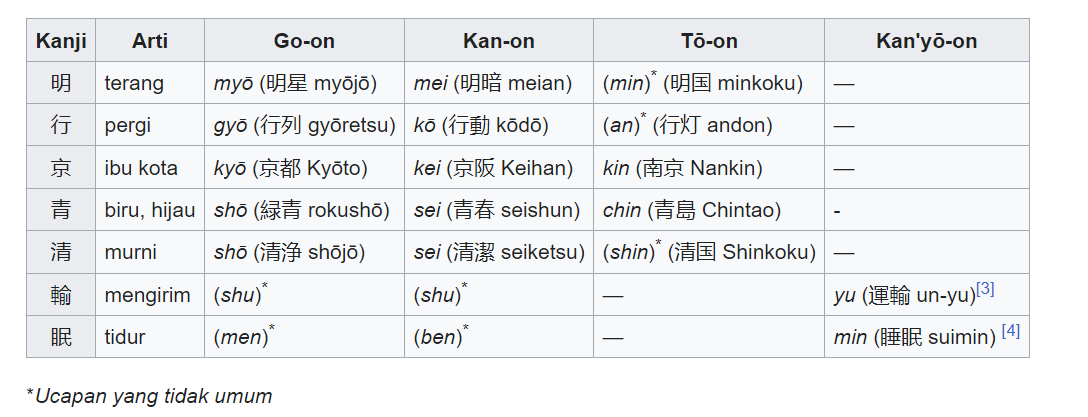 Kanji Arti Go-on Kan-on Tō-on Kan'yō-on
明 terang myō (明星 myōjō) mei (明暗 meian) (min)* (明国 minkoku) —
行 pergi gyō (行列 gyōretsu) kō (行動 kōdō) (an)* (行灯 andon) —
京 ibu kota kyō (京都 Kyōto) kei (京阪 Keihan) kin (南京 Nankin) —
青 biru, hijau shō (緑青 rokushō) sei (青春 seishun) chin (青島 Chintao) -
清 murni shō (清浄 shōjō) sei (清潔 seiketsu) (shin)* (清国 Shinkoku) —
輸 mengirim (shu)* (shu)* — yu (運輸 un-yu)[3]
眠 tidur (men)* (ben)* — min (睡眠 suimin) [4]
*Ucapan yang tidak umum